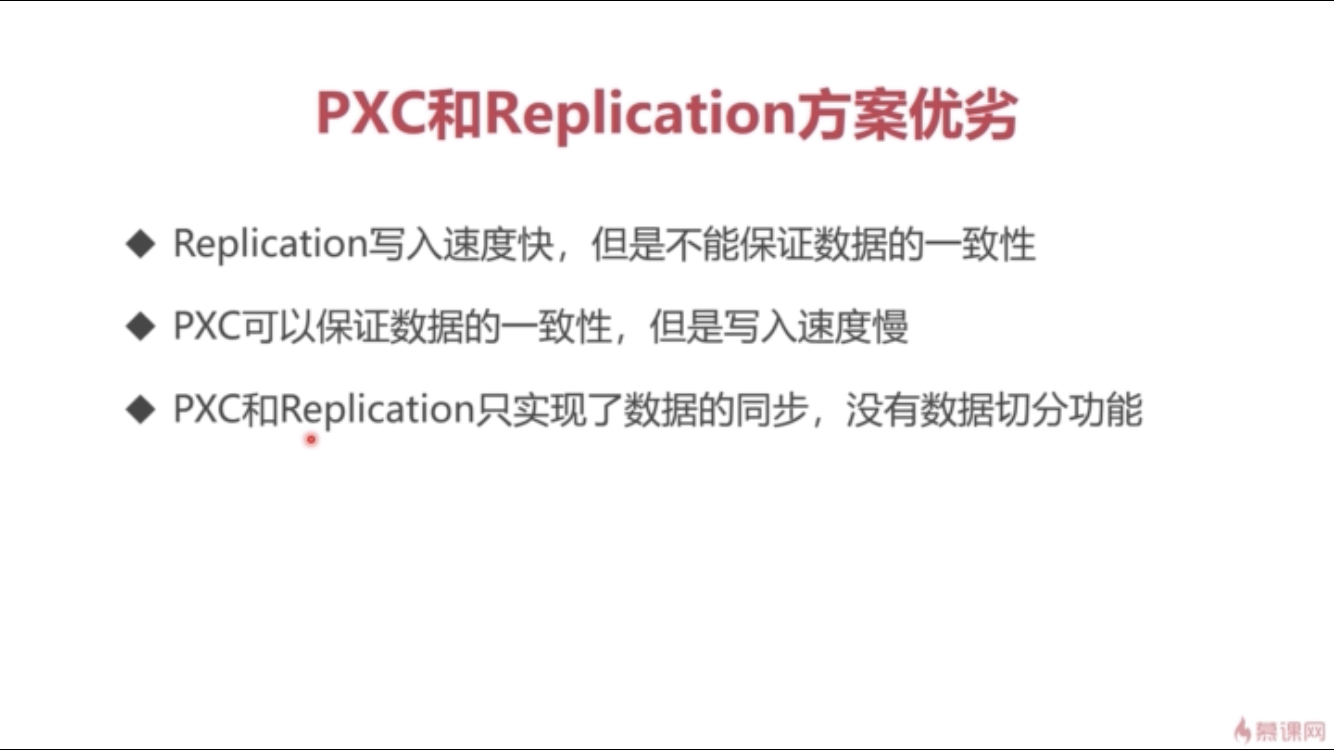 PXC和Replication方案优劣
◆ Replication写入速度快，但是不能保证数据的一致性
◆ PXC可以保证数据的一致性，但是写入速度慢
◆ PXC和Replication只实现了数据的同步，没有数据切分功能
慕课网